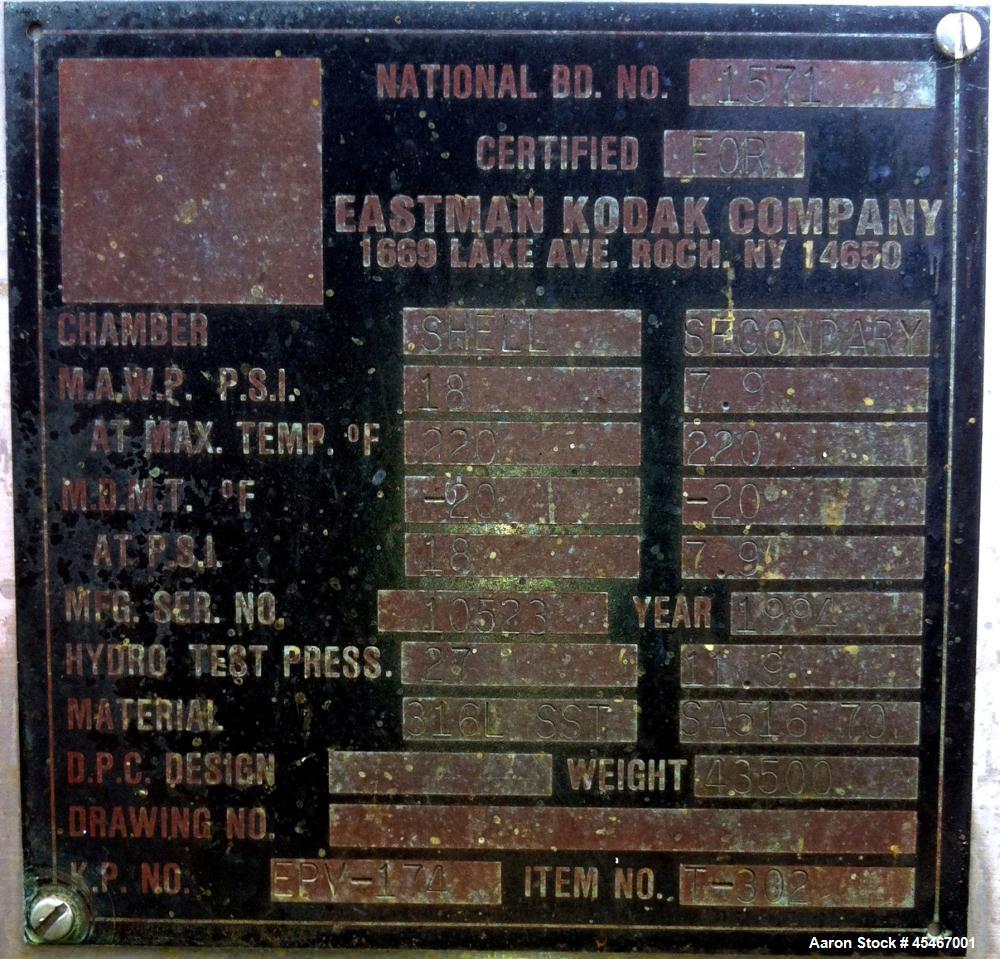 NATIONAL BD. NO. 1571
CERTIFIED FOR
EASTMAN KODAK COMPANY
1669 LAKE AVE. ROCH. NY 14650
CHAMBER SHELL SECONDARY
M.A.W.P. P.S.I. 18 7.9
AT MAX. TEMP. °F 220 220
M.D.M.T. °F -20 -20
AT P.S.I. 18 7.9
MFG. SER. NO. 10523 YEAR 1994
HYDRO TEST PRESS. 27 11.9
MATERIAL 316L SST SA516 70
D.P.C. DESIGN WEIGHT 43500
DRAWING NO.
K.P. NO. EPV-174 ITEM NO. T-302
Aaron Stock # 45467001